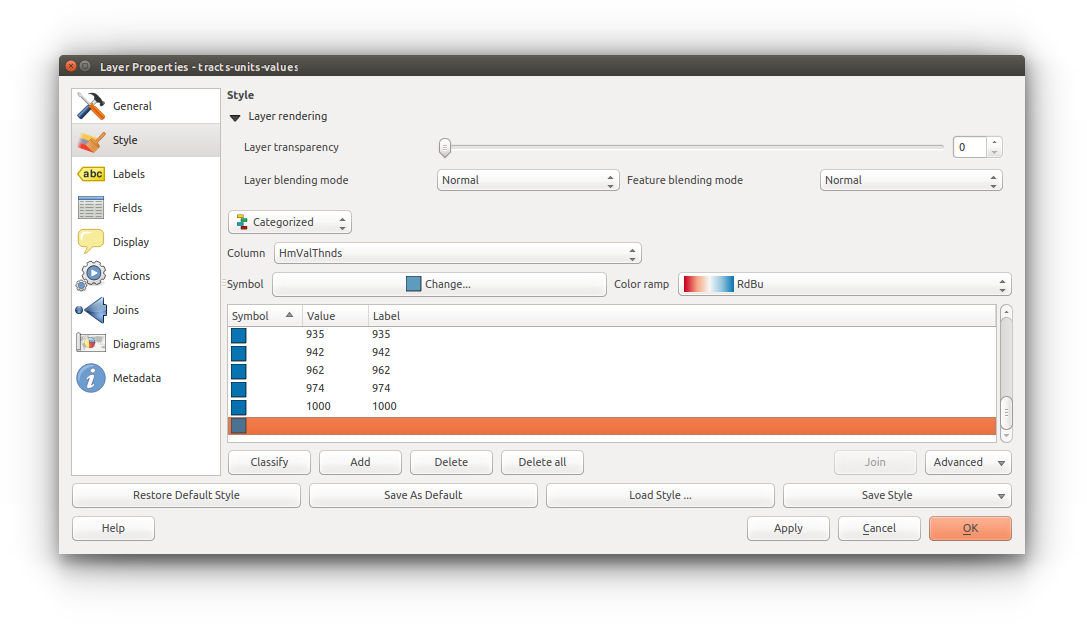 Layer Properties - tracts-units-values
General
Style
Labels
Fields
Display
Actions
Joins
Diagrams
Metadata
abc
Style
Layer rendering
Layer transparency
0
Layer blending mode
Normal
Feature blending mode
Normal
Categorized
Column
HmValThnds
Symbol
Change...
Color ramp
RdBu
Symbol Value Label
935 935
942 942
962 962
974 974
1000 1000
Classify
Add
Delete
Delete all
Join
Advanced
Restore Default Style
Save As Default
Load Style ...
Save Style
Help
Apply
Cancel
OK